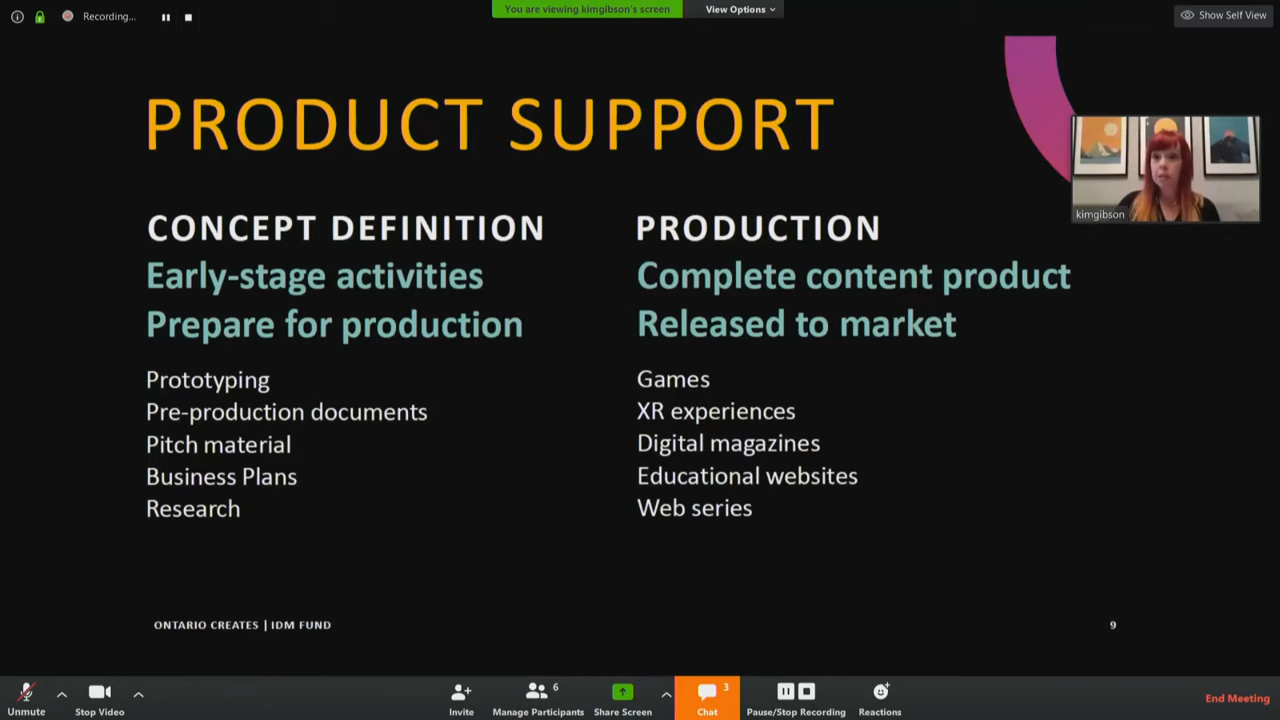 Recording...
You are viewing kimgibson's screen
View Options
Show Self View
PRODUCT SUPPORT
kimgibson
CONCEPT DEFINITION
Early-stage activities
Prepare for production
Prototyping
Pre-production documents
Pitch material
Business Plans
Research
PRODUCTION
Complete content product
Released to market
Games
XR experiences
Digital magazines
Educational websites
Web series
ONTARIO CREATES | IDM FUND
9
Unmute
Stop Video
Invite
6
Manage Participants
Share Screen
3
Chat
Pause/Stop Recording
Reactions
End Meeting